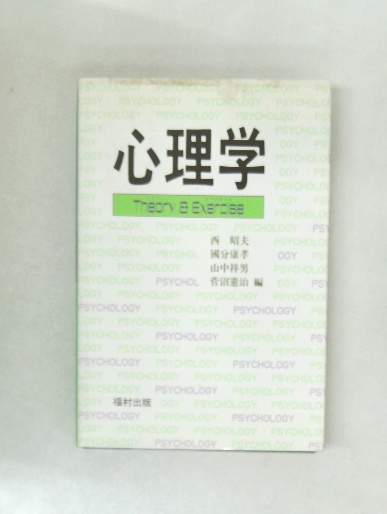 心理学
Theory & Exercise
西 昭夫
國分康孝
山中祥男
菅沼憲治 編
福村出版
PSYCHOLOGY